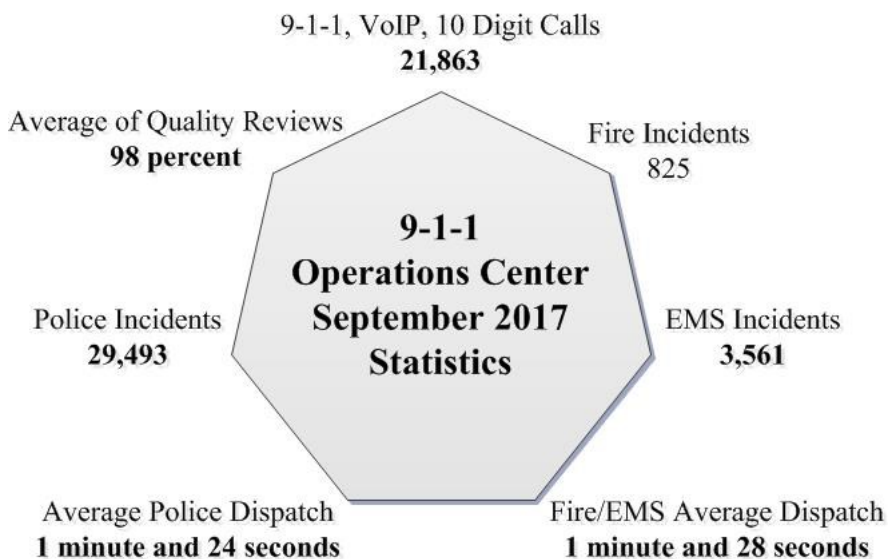 9-1-1, VoIP, 10 Digit Calls
21,863
Average of Quality Reviews
98 percent
Fire Incidents
825
9-1-1
Operations Center
September 2017
Statistics
Police Incidents
29,493
EMS Incidents
3,561
Average Police Dispatch
1 minute and 24 seconds
Fire/EMS Average Dispatch
1 minute and 28 seconds